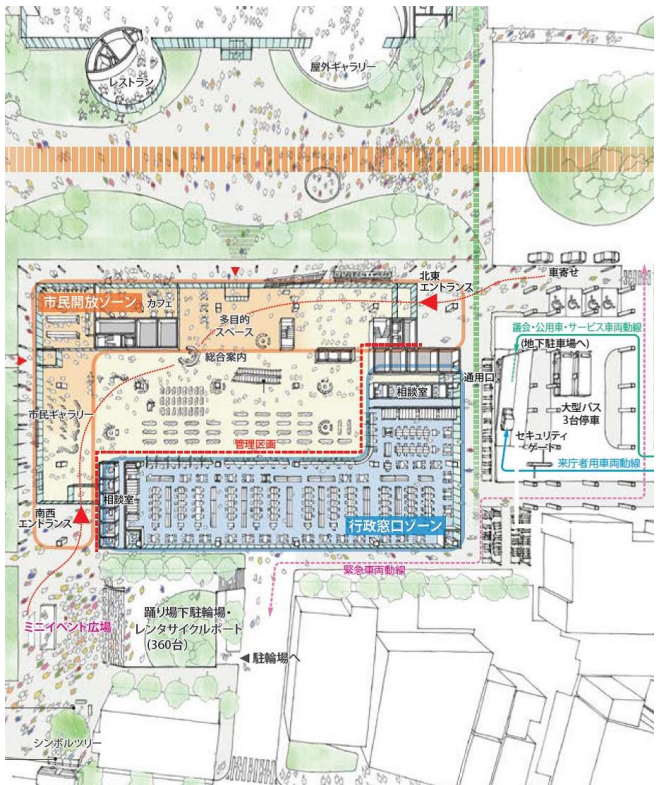 レストラン
屋外ギャラリー
北東
エントランス
車寄せ
市民開放ゾーン
カフェ
多目的
スペース
総合案内
議会・公用車・サービス車両動線
(地下駐車場へ)
通用口
相談室
大型バス
3台停車
市民ギャラリー
セキュリティ
ゲート
管理区画
来庁者用車両動線
相談室
南西
エントランス
行政窓口ゾーン
緊急車両動線
ミニイベント広場
踊り場下駐輪場・
レンタサイクルポート
(360台)
駐輪場へ
シンボルツリー